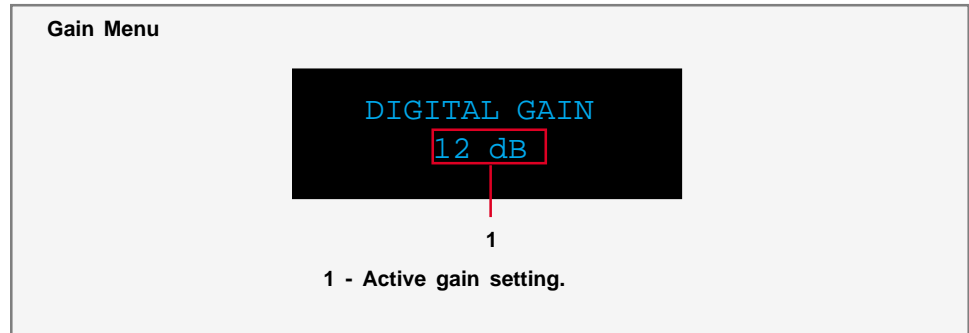 Gain Menu
DIGITAL GAIN
12 dB
1
1 - Active gain setting.